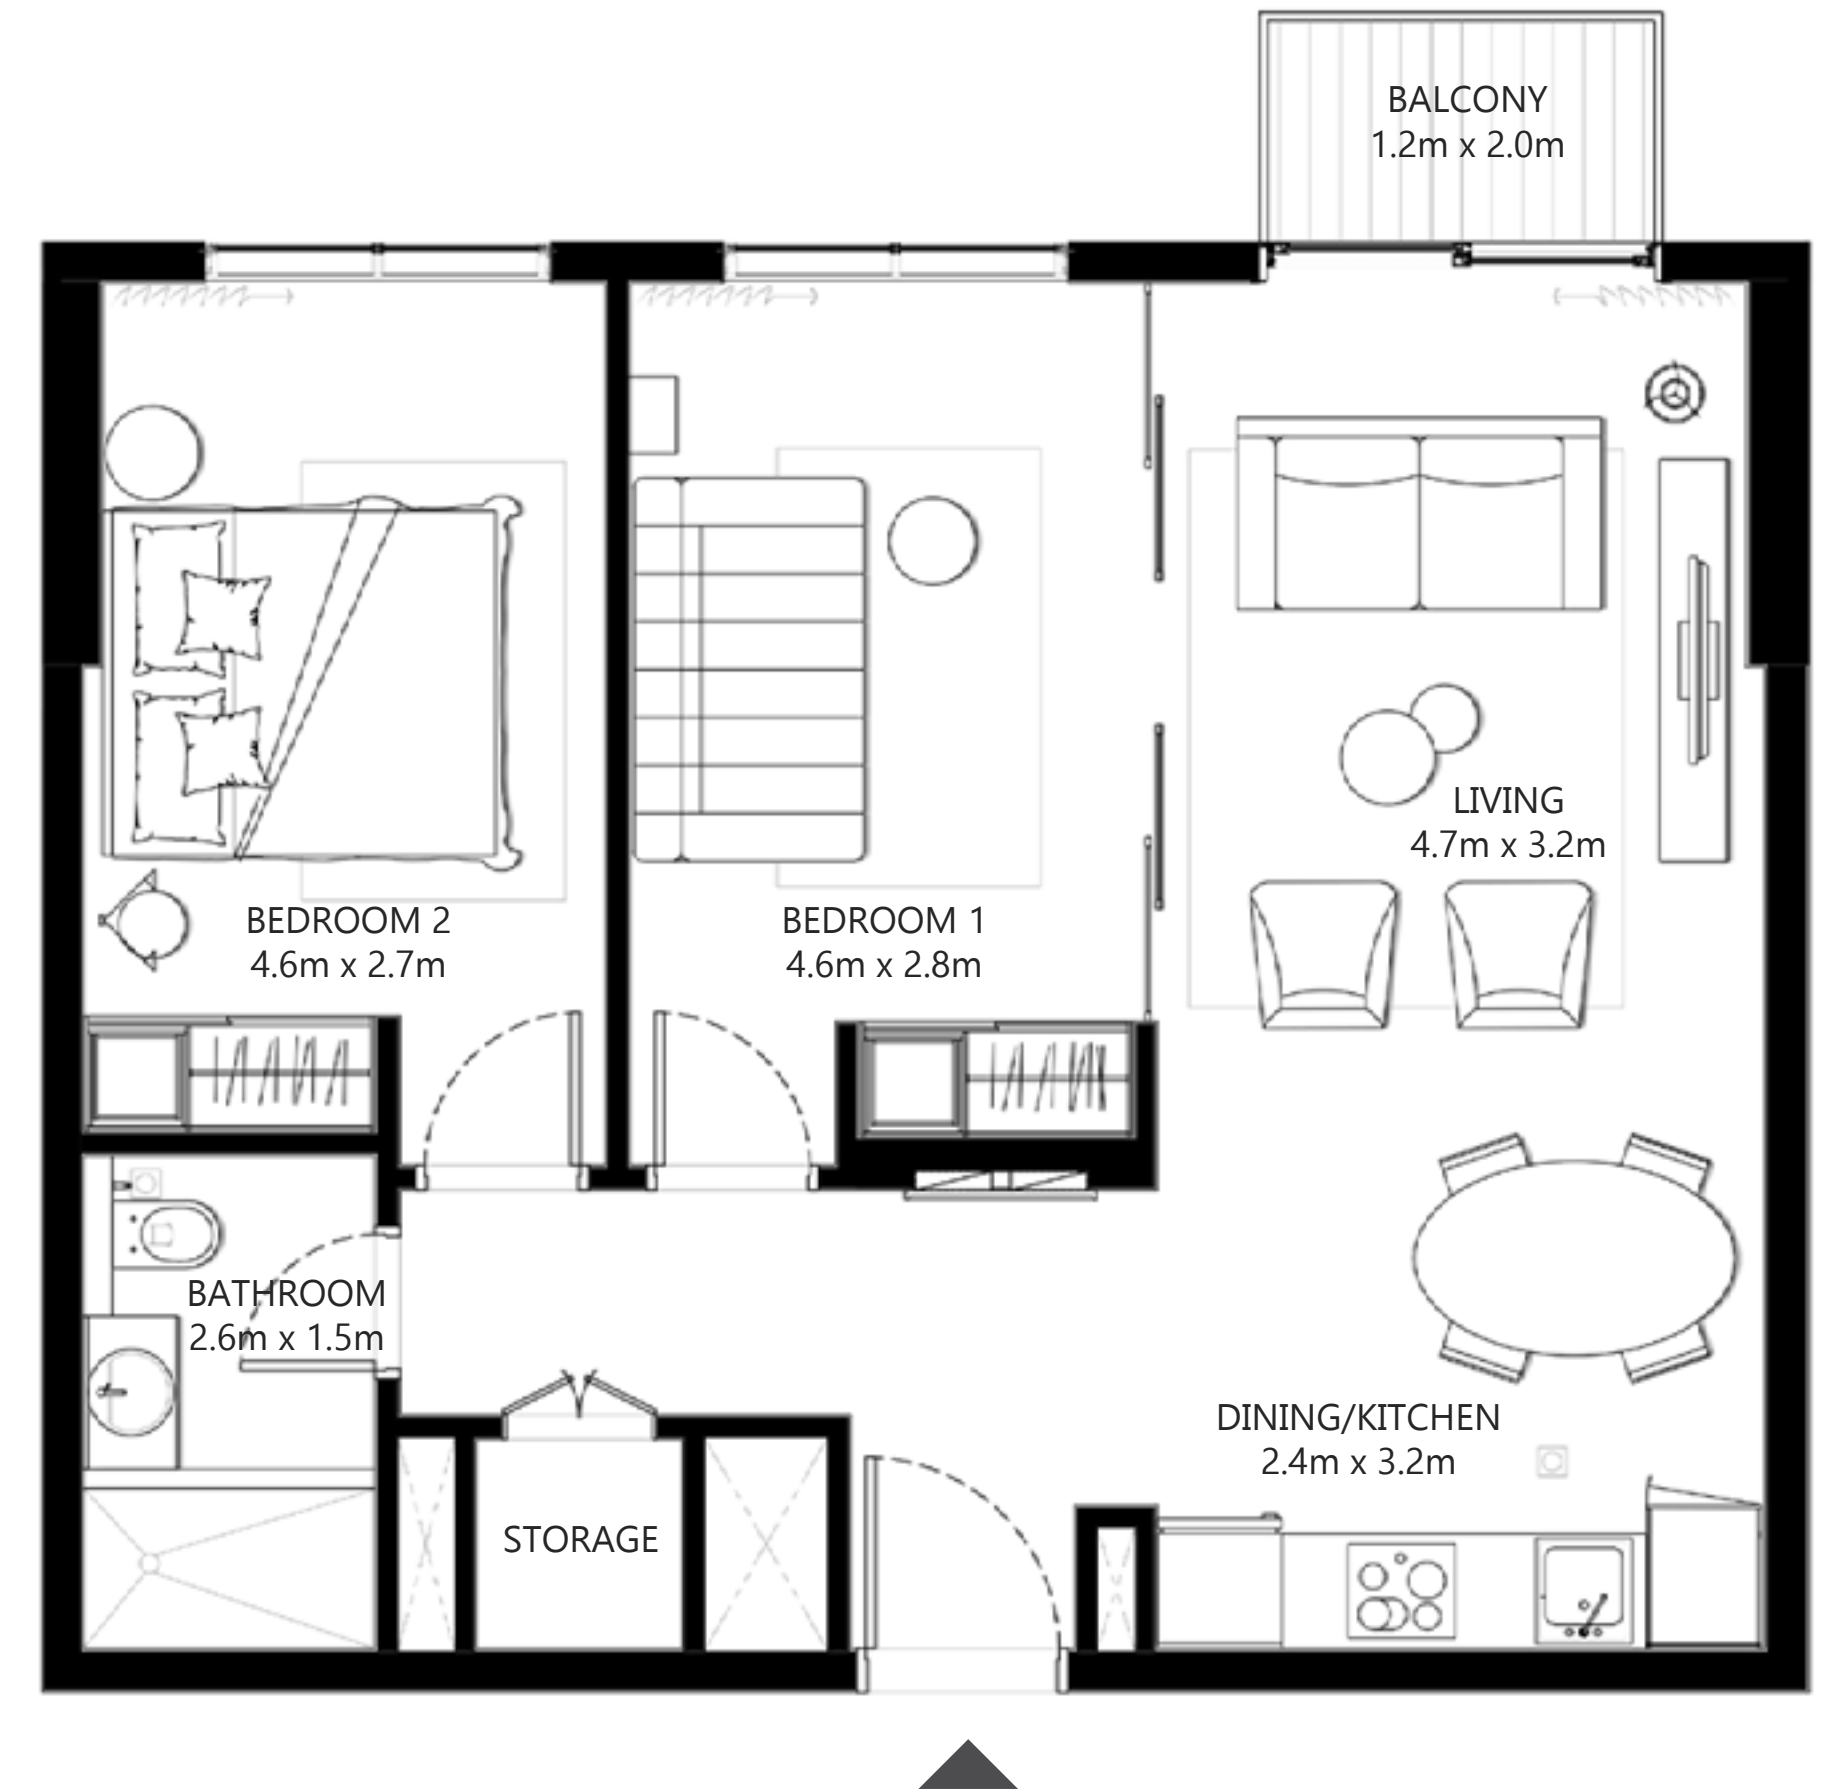 BALCONY
1.2m x 2.0m
LIVING
4.7m x 3.2m
BEDROOM 2
4.6m x 2.7m
BEDROOM 1
4.6m x 2.8m
BATHROOM
2.6m x 1.5m
DINING/KITCHEN
2.4m x 3.2m
STORAGE